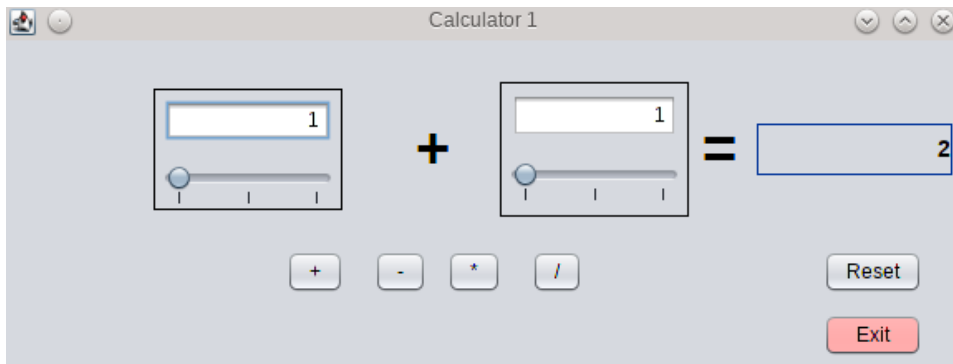 Calculator 1
1 + 1 = 2
+ - * / Reset
Exit